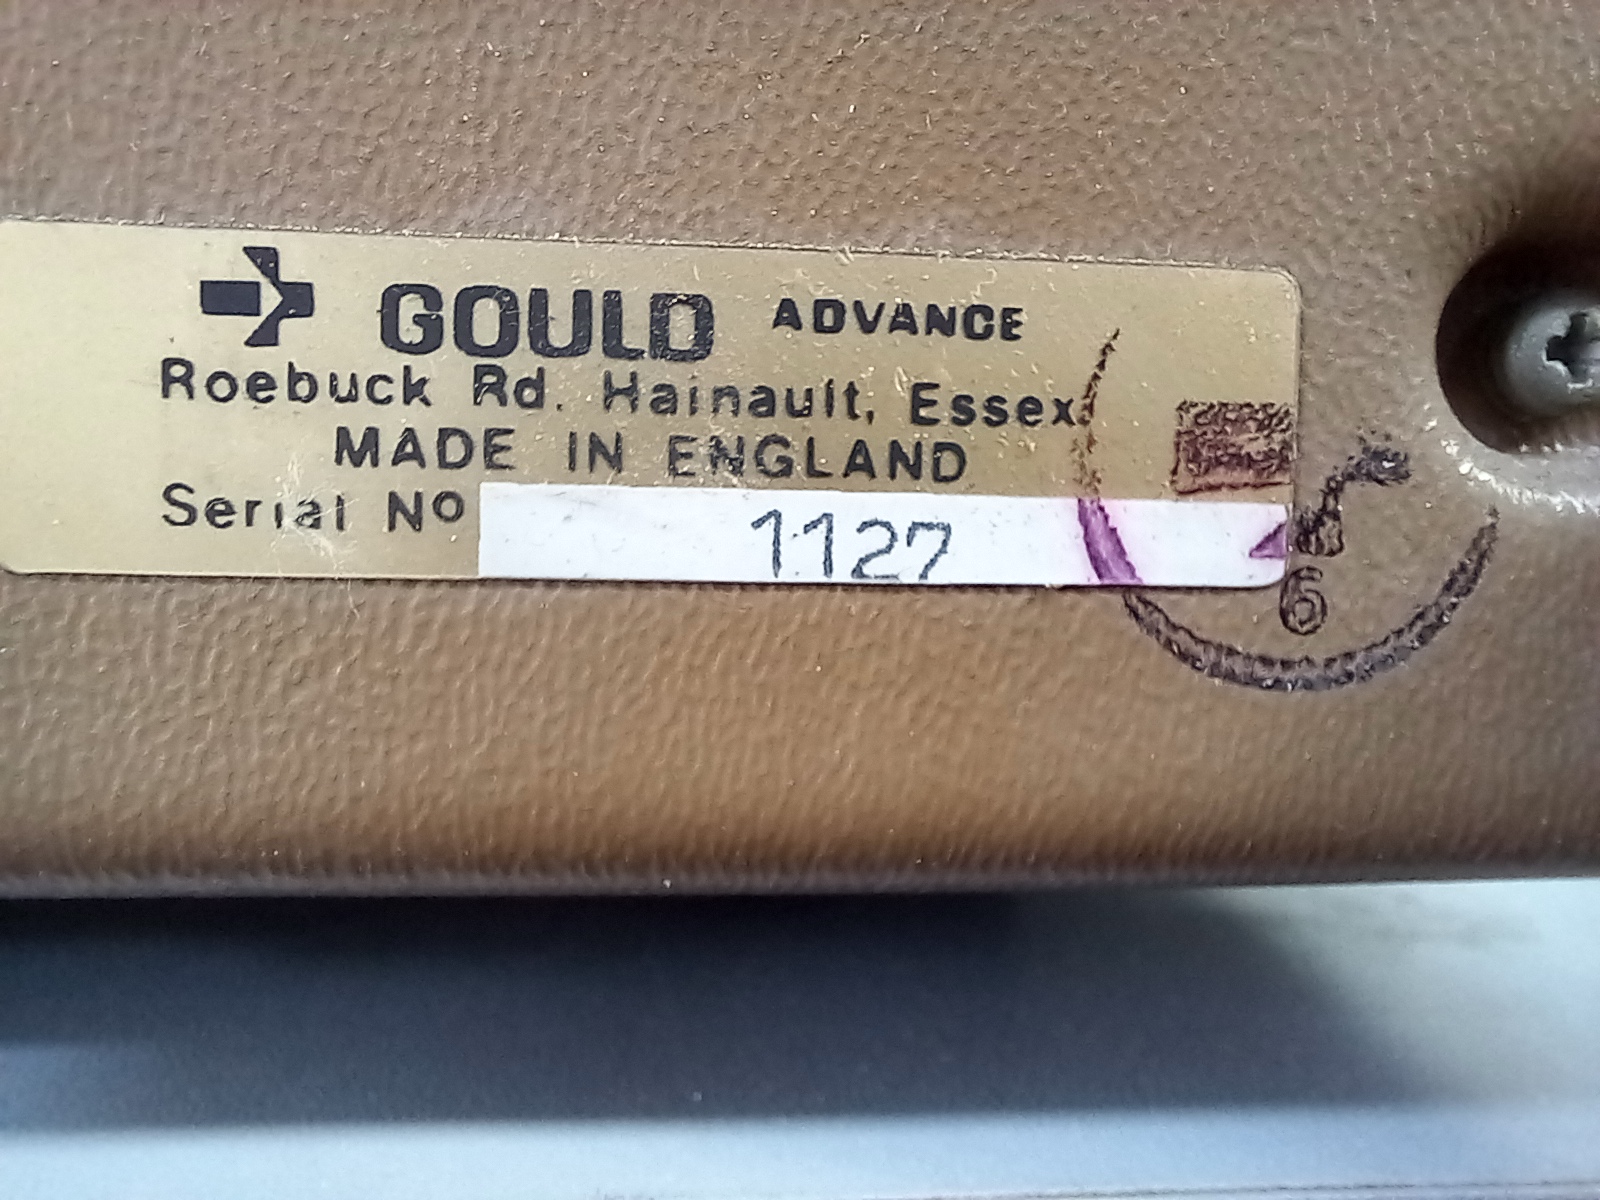 GOULD ADVANCE
Roebuck Rd. Hainault, Essex
MADE IN ENGLAND
Serial No 1127
6